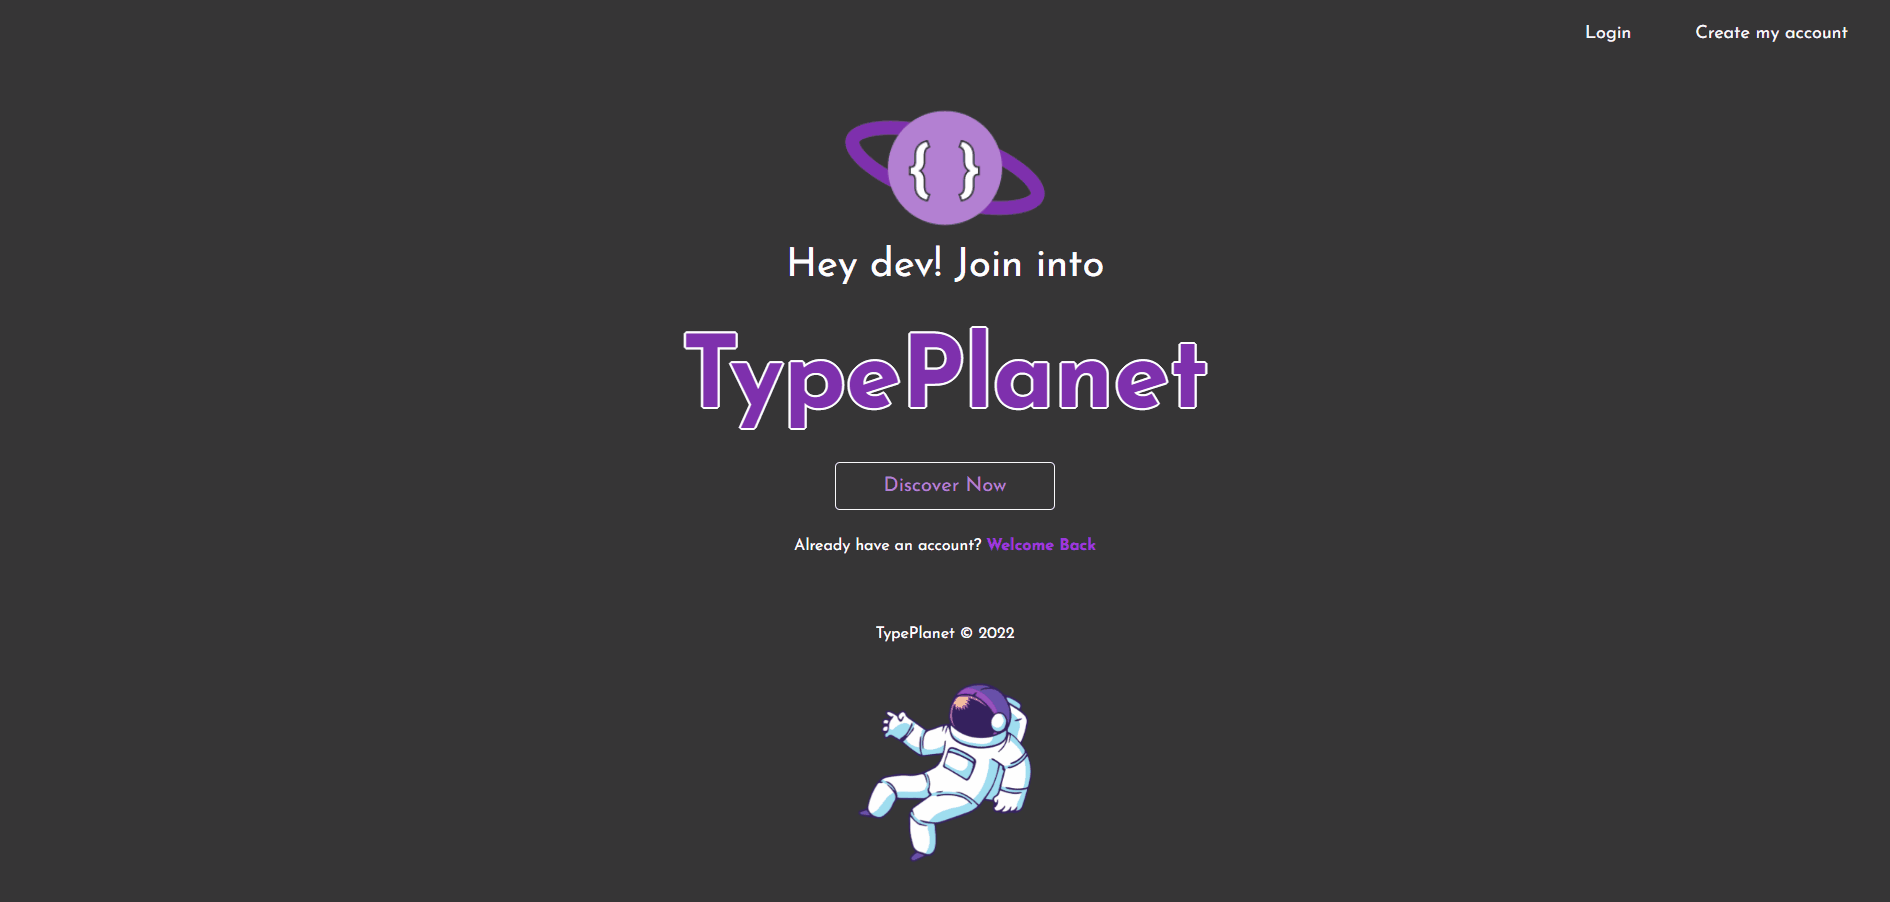 Login
Create my account
{ }
Hey dev! Join into
TypePlanet
Discover Now
Already have an account? Welcome Back
TypePlanet © 2022